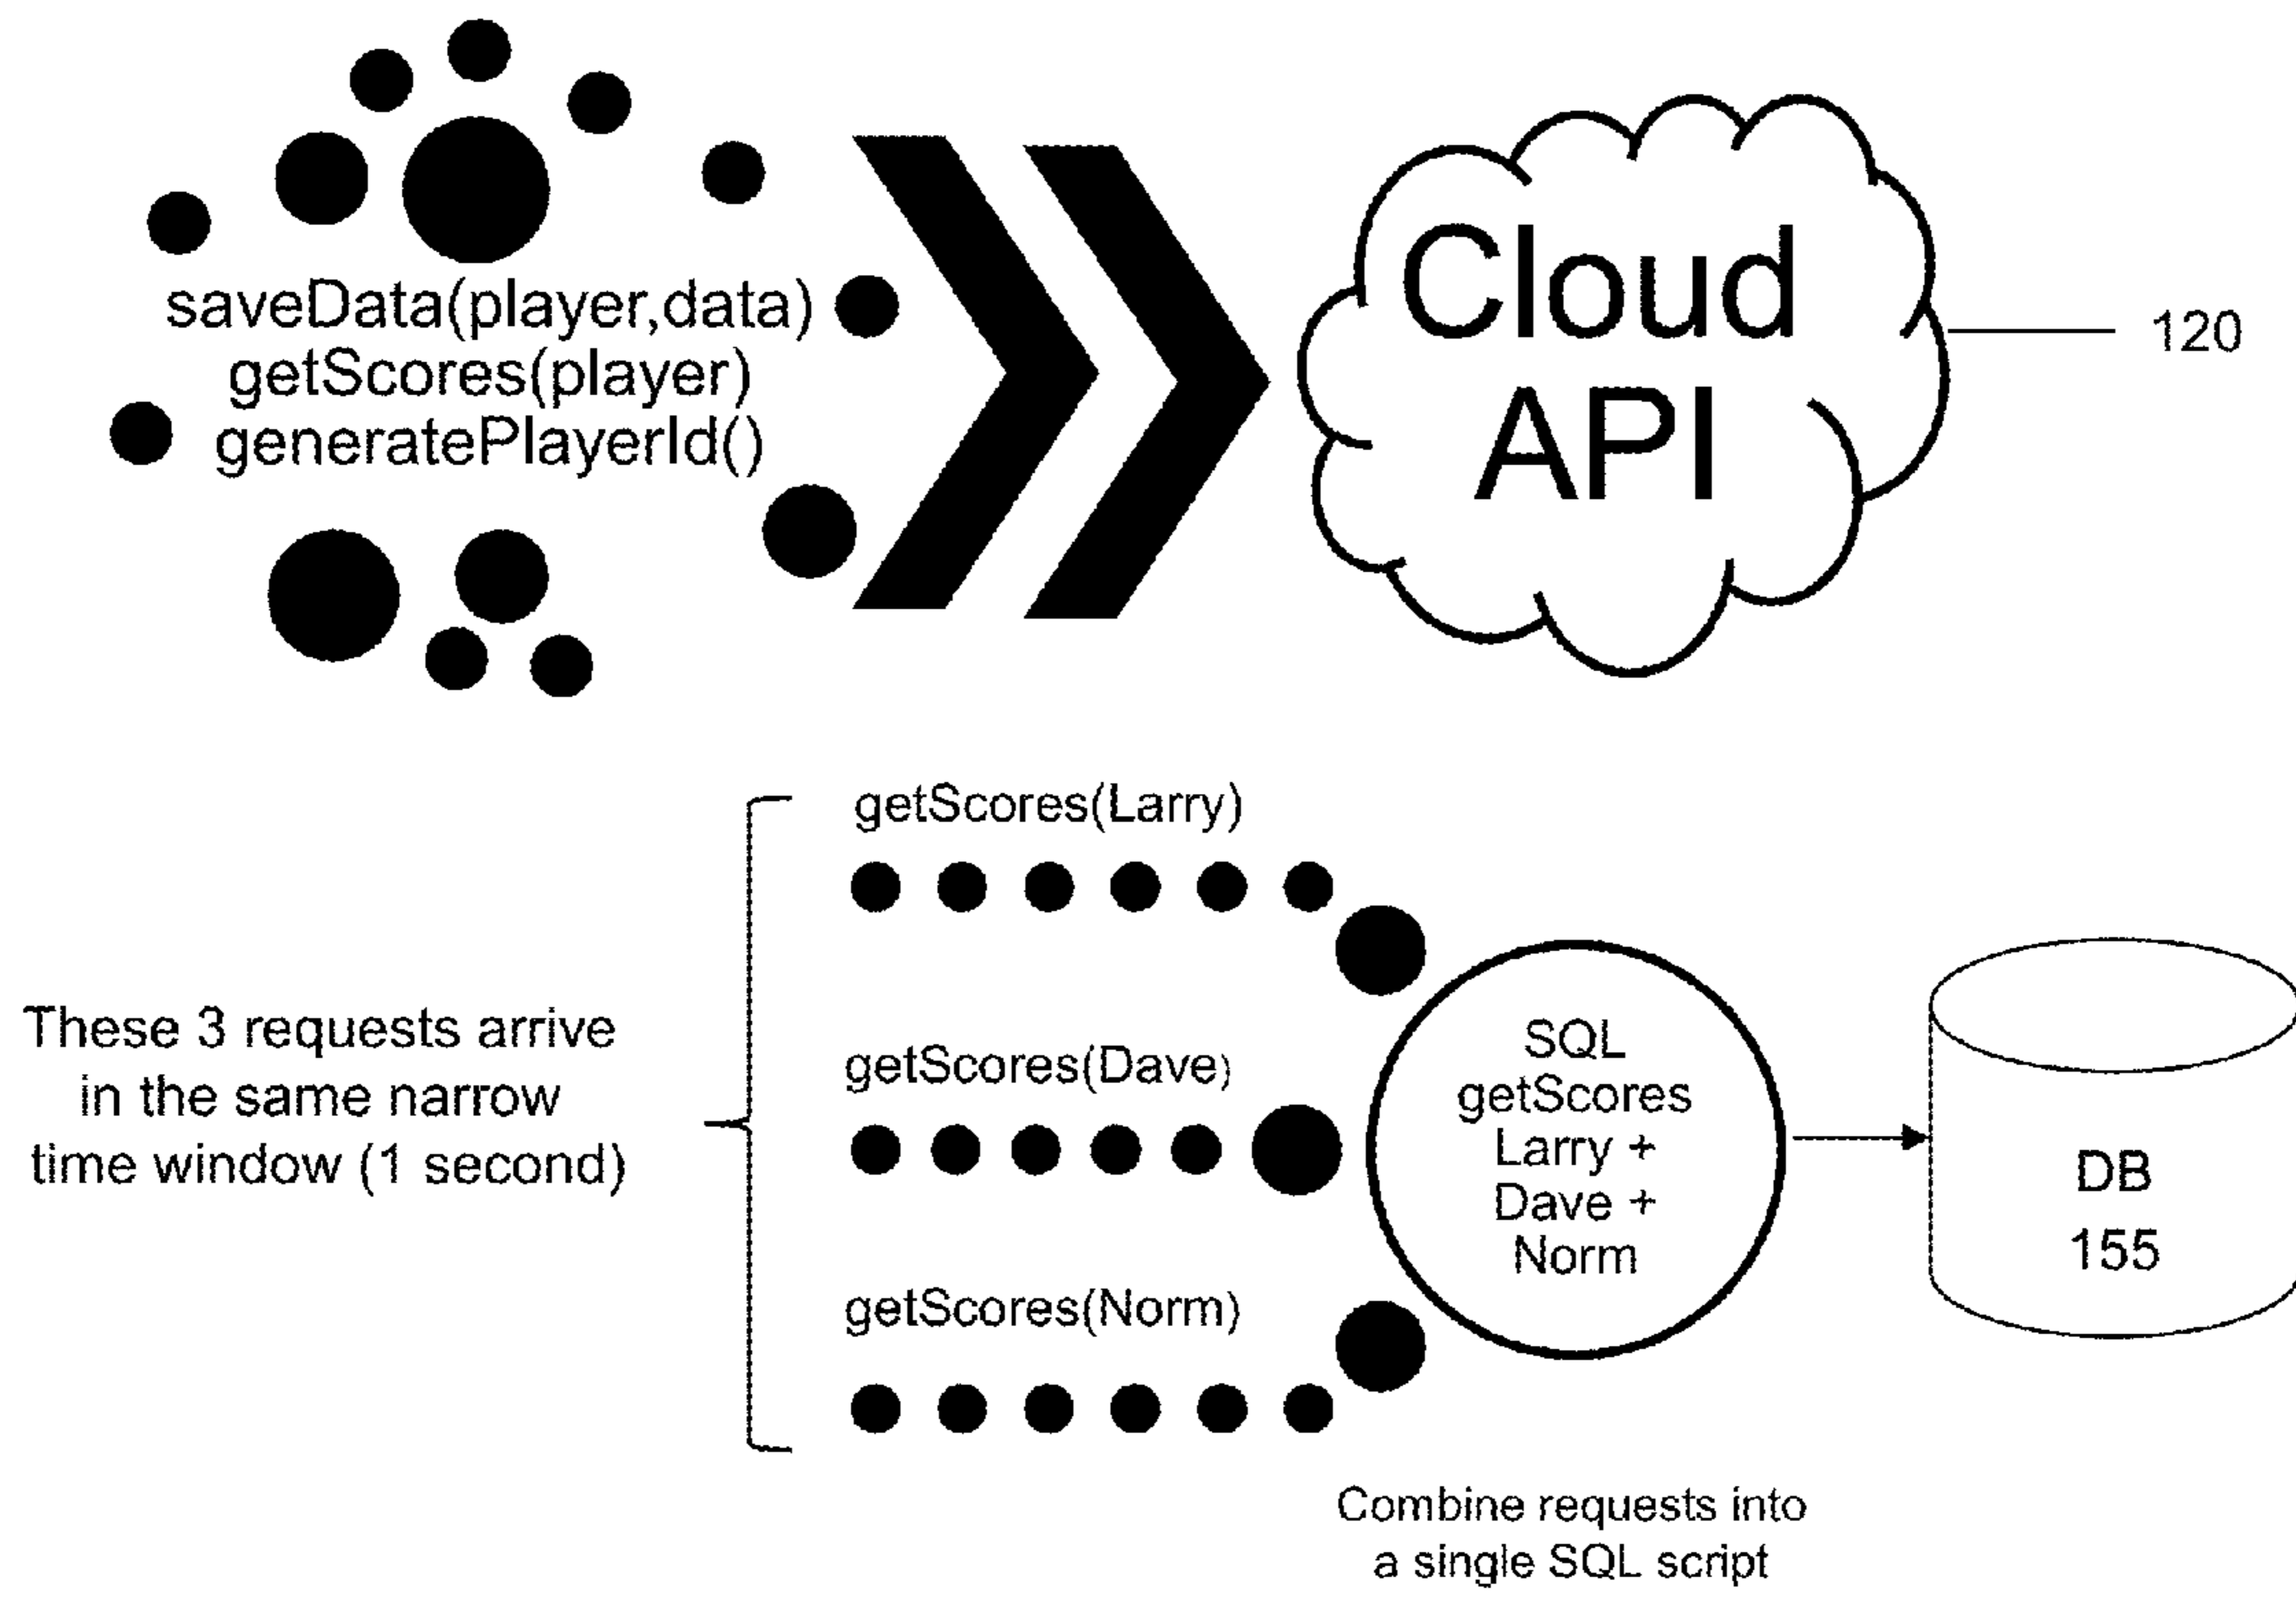 saveData(player,data)
getScores(player)
generatePlayerId()
Cloud
API
120
getScores(Larry)
These 3 requests arrive
in the same narrow
time window (1 second)
getScores(Dave)
getScores(Norm)
SQL
getScores
Larry +
Dave +
Norm
DB
155
Combine requests into
a single SQL script